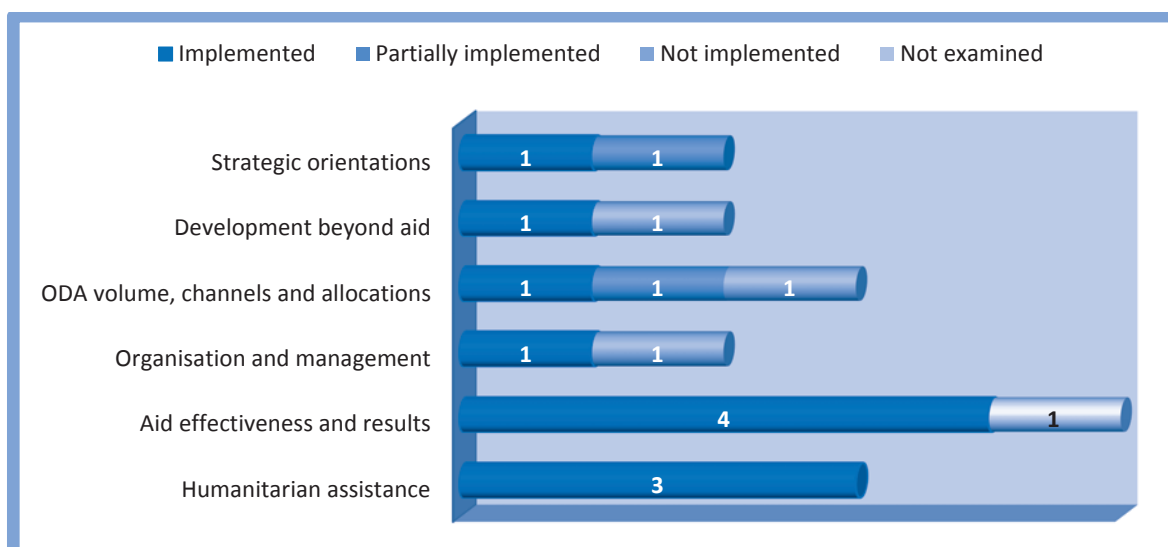 Implemented Partially implemented Not implemented Not examined
Strategic orientations 1 1
Development beyond aid 1 1
ODA volume, channels and allocations 1 1 1
Organisation and management 1 1
Aid effectiveness and results 4 1
Humanitarian assistance 3